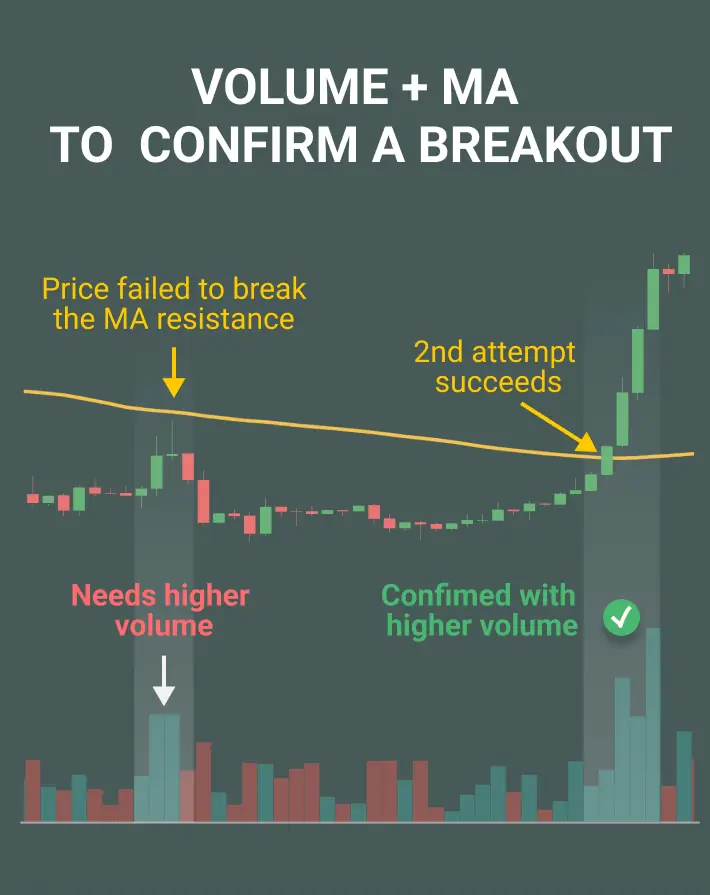 VOLUME + MA
TO CONFIRM A BREAKOUT
Price failed to break
the MA resistance
2nd attempt
succeeds
Needs higher
volume
Confimed with
higher volume